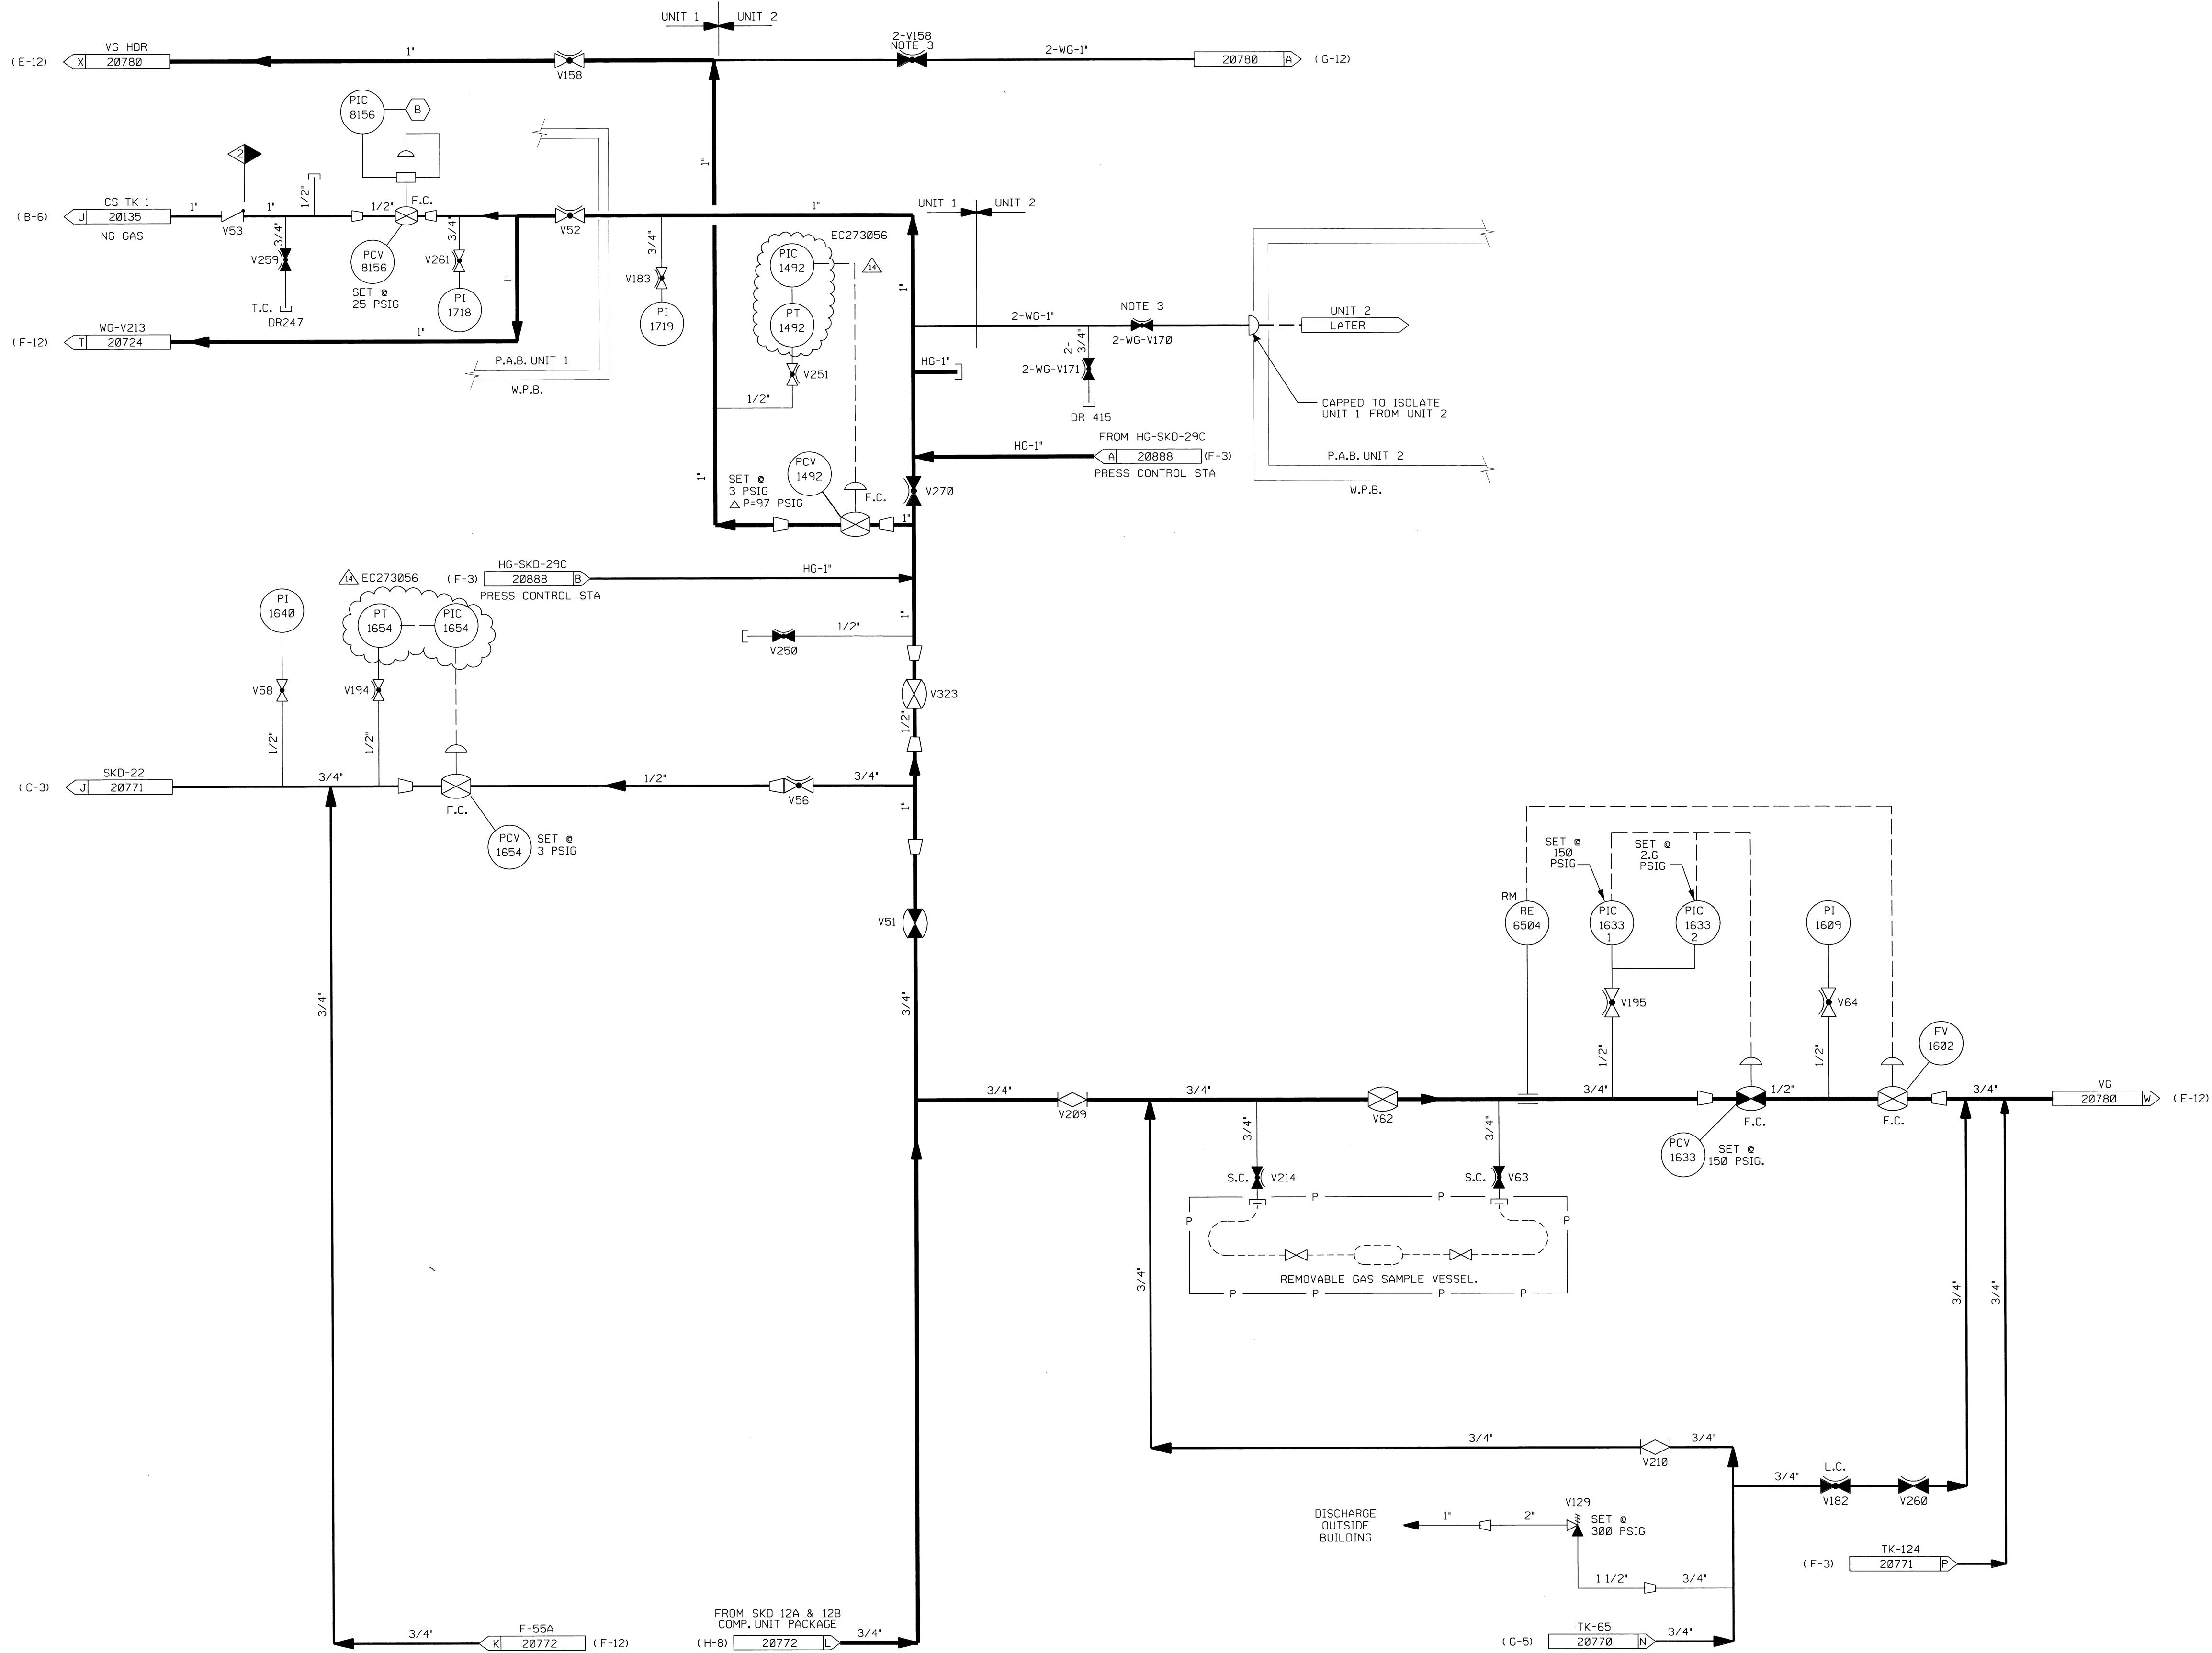 UNIT 1 UNIT 2
VG HDR
(E-12) X 20780
1"
V158
2-V158
NOTE 3
2-WG-1"
20780 A (G-12)
PIC
8156
B
2
1/2"
F.C.
CS-TK-1
(B-6) U 20135
NG GAS
1"
V53
1"
3/4"
V259
T.C.
DR247
1/2"
PCV
8156
SET @
25 PSIG
3/4"
V261
PI
1718
V52
1"
1"
1"
3/4"
V183
PI
1719
WG-V213
(F-12) T 20724
1"
P.A.B. UNIT 1
W.P.B.
EC273056
PIC
1492
14
PT
1492
V251
1/2"
UNIT 1 UNIT 2
1"
2-WG-1"
NOTE 3
2-WG-V170
2-
3/4"
2-WG-V171
DR 415
UNIT 2
LATER
CAPPED TO ISOLATE
UNIT 1 FROM UNIT 2
P.A.B. UNIT 2
W.P.B.
HG-1"
HG-1"
FROM HG-SKD-29C
A 20888 (F-3)
PRESS CONTROL STA
1"
SET @
3 PSIG
△ P=97 PSIG
PCV
1492
F.C.
1"
V270
HG-SKD-29C
(F-3) 20888 B
PRESS CONTROL STA
HG-1"
14 EC273056
PI
1640
PT
1654
PIC
1654
1"
1/2"
V250
V58
V194
V323
1/2"
1/2"
1/2"
SKD-22
(C-3) J 20771
3/4"
F.C.
PCV
1654
SET @
3 PSIG
1/2"
V56
3/4"
1"
V51
3/4"
3/4"
SET @
150
PSIG
SET @
2.6
PSIG
RM
RE
6504
PIC
1633
1
PIC
1633
2
PI
1609
V195
V64
1/2"
1/2"
FV
1602
3/4"
V209
3/4"
V62
3/4"
1/2"
3/4"
VG
20780 W (E-12)
F.C.
F.C.
PCV
1633
SET @
150 PSIG.
3/4"
3/4"
S.C. V214
S.C. V63
P P
P P
REMOVABLE GAS SAMPLE VESSEL.
P P P P
3/4"
3/4"
3/4"
3/4"
V210
3/4"
3/4"
L.C.
V182
V260
DISCHARGE
OUTSIDE
BUILDING
1"
2"
V129
SET @
300 PSIG
1 1/2"
3/4"
TK-124
(F-3) 20771 P
TK-65
(G-5) 20770 N
3/4"
3/4"
F-55A
K 20772 (F-12)
FROM SKD 12A & 12B
COMP. UNIT PACKAGE
(H-8) 20772 L
3/4"